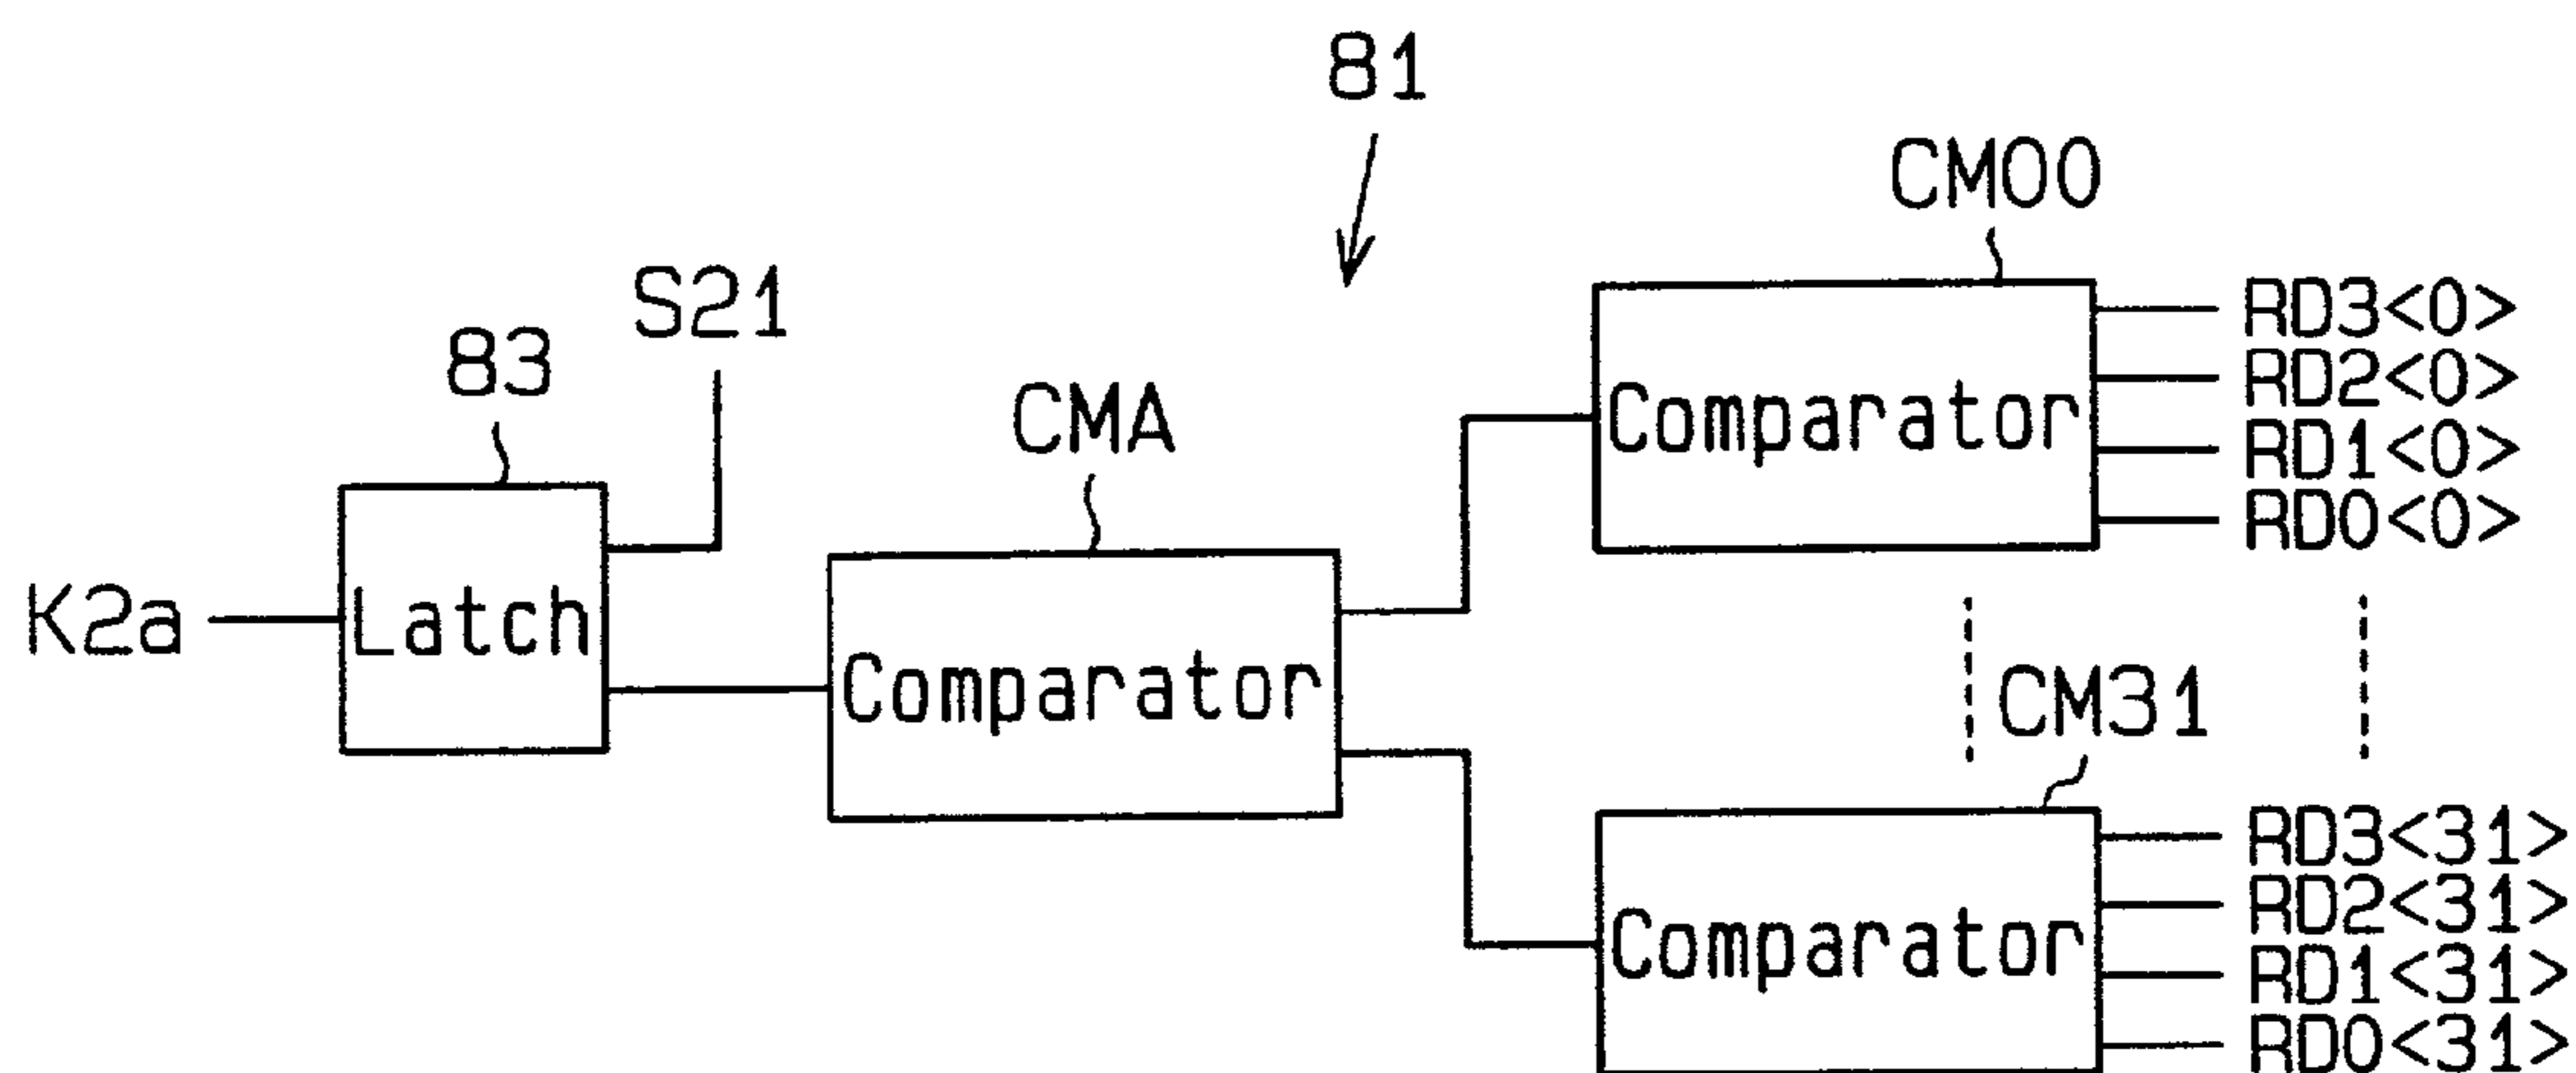 81
CM00
S21
83
CMA
RD3<0>
RD2<0>
RD1<0>
RD0<0>
Comparator
K2a
Latch
Comparator
CM31
Comparator
RD3<31>
RD2<31>
RD1<31>
RD0<31>